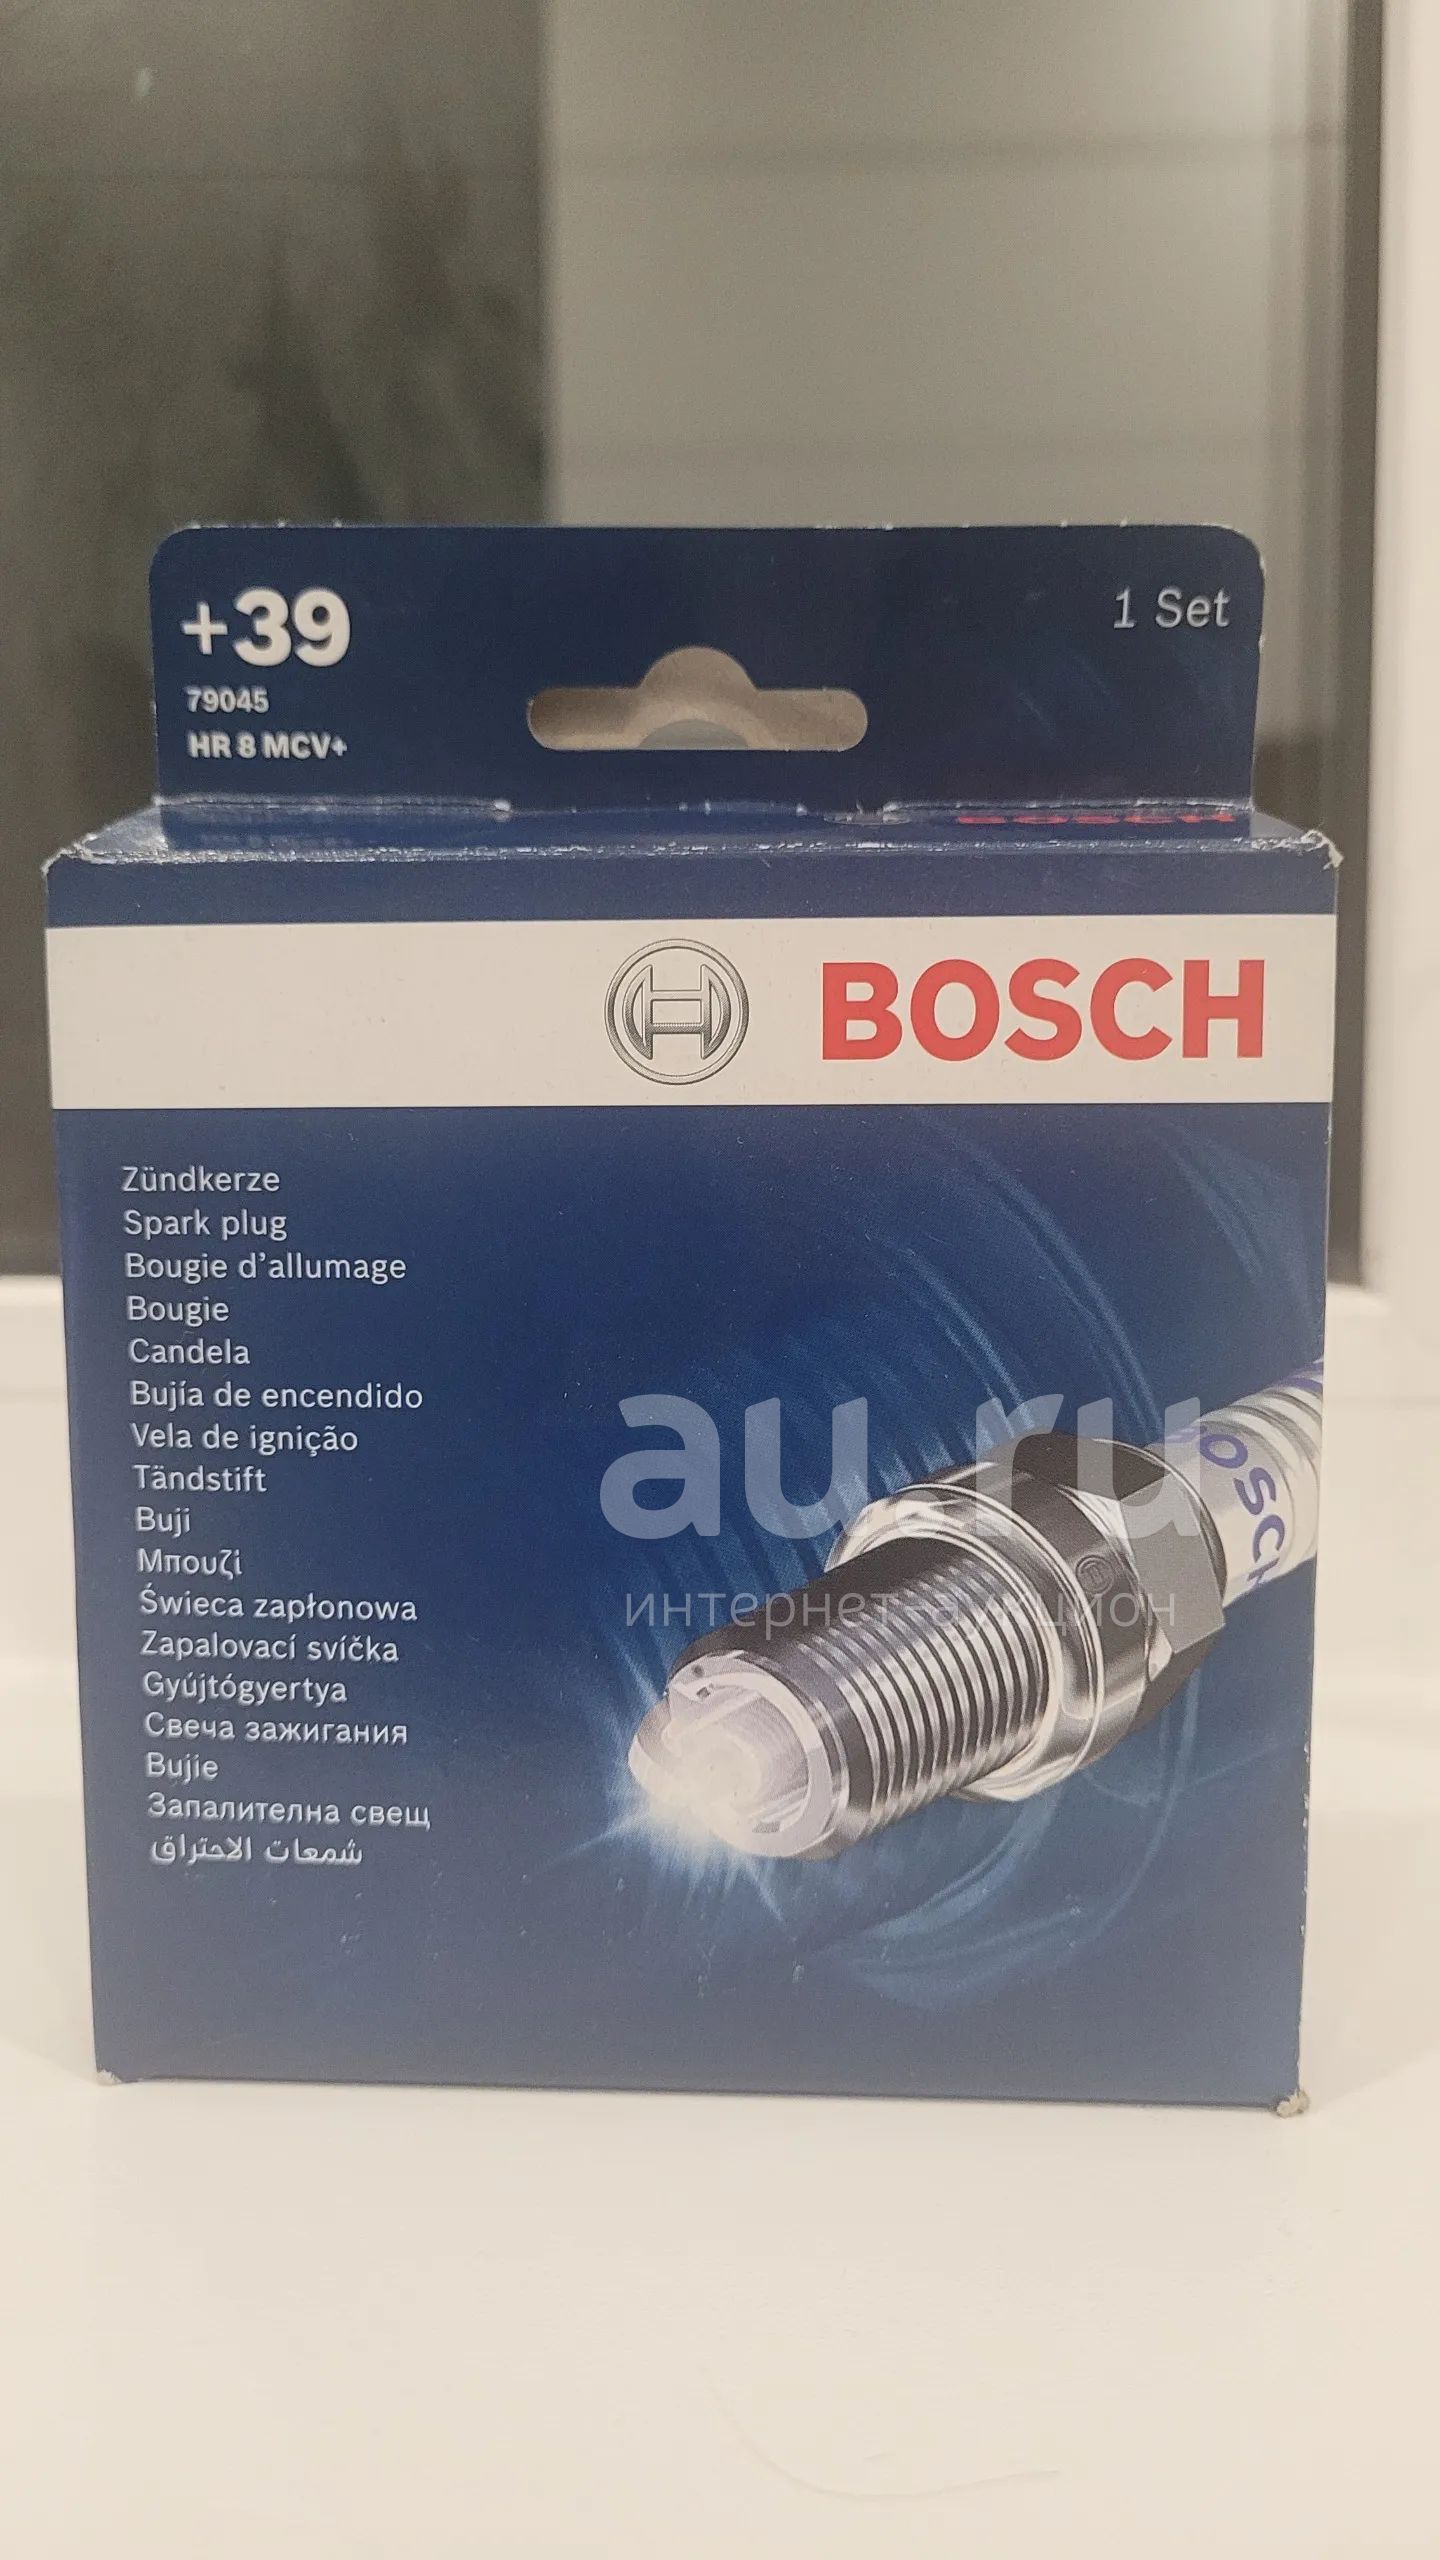 +39
1 Set
79045
HR 8 MCV+
BOSCH
BOSCH
Zündkerze
Spark plug
Bougie d'allumage
Bougie
Candela
Bujía de encendido
Vela de ignição
Tändstift
Buji
Μπουζί
Świeca zapłonowa
Zapalovací svíčka
Gyújtógyertya
Свеча зажигания
Bujie
Запалителна свещ
شمعات الاحتراق
BOSCH
au.ru
интернет-аукцион